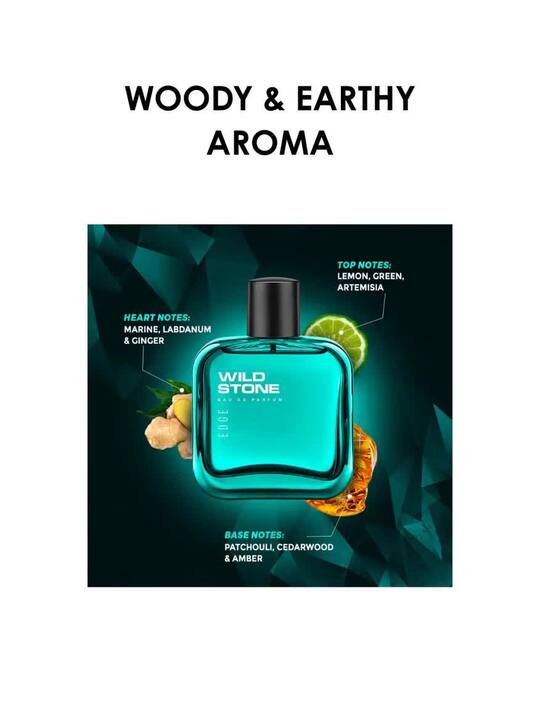 WOODY & EARTHY
AROMA
TOP NOTES:
LEMON, GREEN,
ARTEMISIA
HEART NOTES:
MARINE, LABDANUM
& GINGER
WILD
STONE
EAU DE PARFUM
EDGE
BASE NOTES:
PATCHOULI, CEDARWOOD
& AMBER